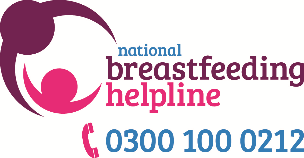 national
breastfeeding
helpline
0300 100 0212